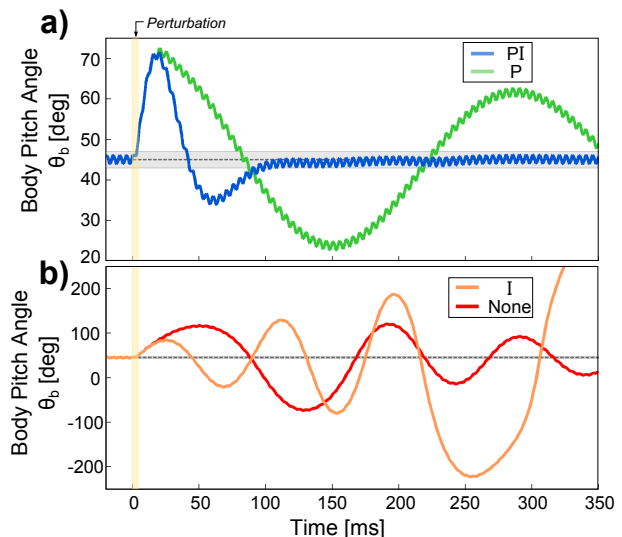 Perturbation
a)
PI
P
Body Pitch Angle
θb [deg]
70
60
50
40
30
20
b)
I
None
Body Pitch Angle
θb [deg]
200
100
0
-100
-200
0 50 100 150 200 250 300 350
Time [ms]